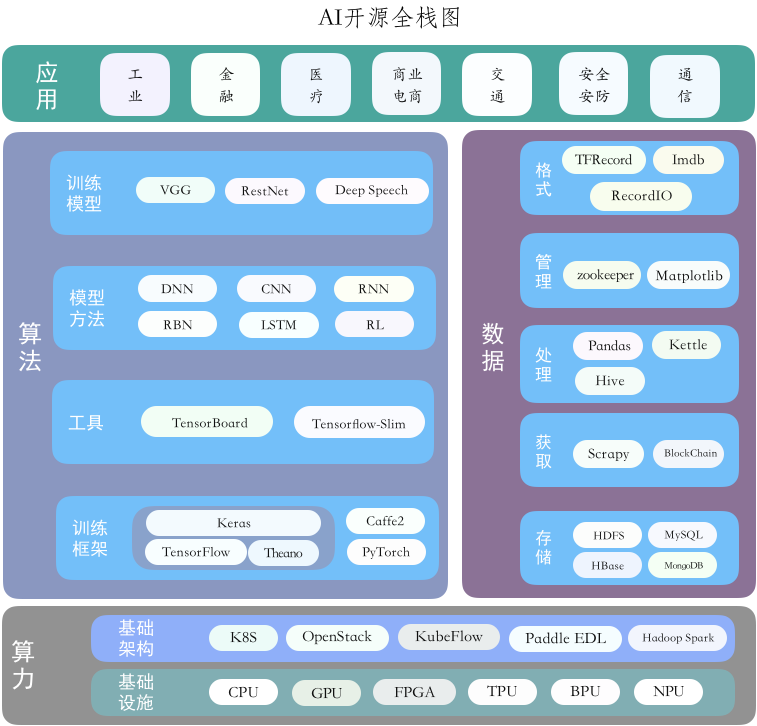 AI开源全栈图
应用
工业
金融
医疗
商业电商
交通
安全安防
通信
算法
训练模型
VGG
RestNet
Deep Speech
模型方法
DNN
CNN
RNN
RBN
LSTM
RL
工具
TensorBoard
Tensorflow-Slim
训练框架
Keras
TensorFlow
Theano
Caffe2
PyTorch
数据
格式
TFRecord
Imdb
RecordIO
管理
zookeeper
Matplotlib
处理
Pandas
Kettle
Hive
获取
Scrapy
BlockChain
存储
HDFS
MySQL
HBase
MongoDB
算力
基础架构
K8S
OpenStack
KubeFlow
Paddle EDL
Hadoop Spark
基础设施
CPU
GPU
FPGA
TPU
BPU
NPU